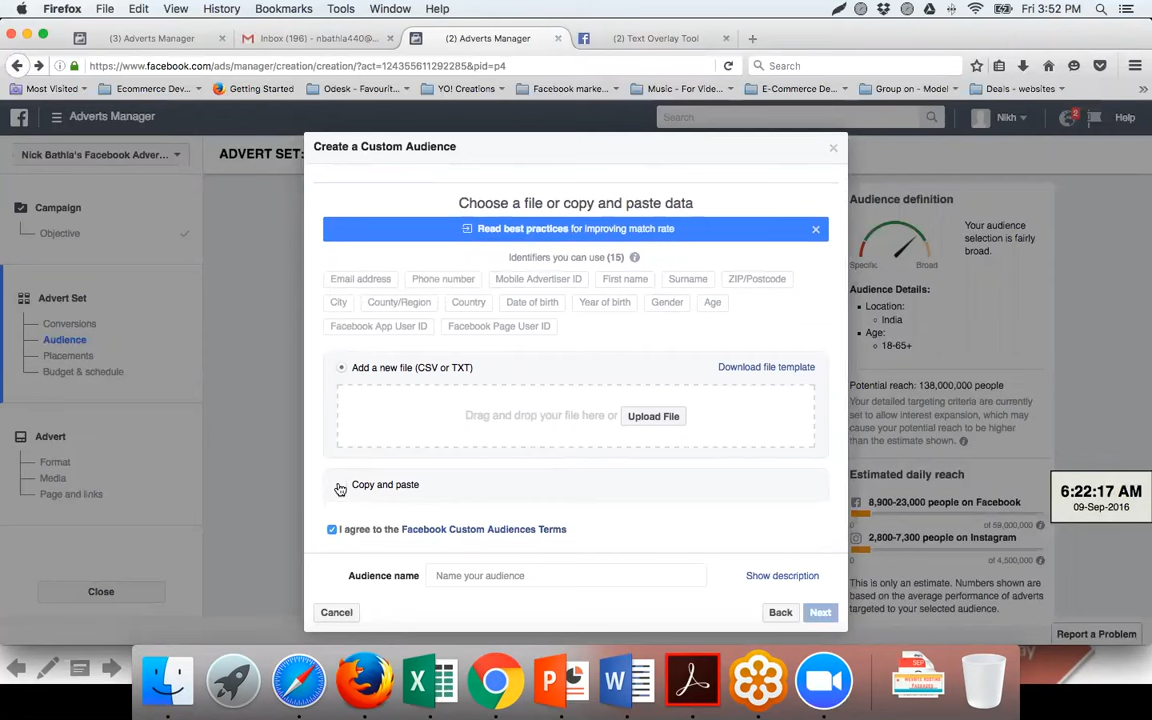 Firefox File Edit View History Bookmarks Tools Window Help Fri 3:52 PM
(3) Adverts Manager × Inbox (196) - nbathla440@... × (2) Adverts Manager × (2) Text Overlay Tool × +
https://www.facebook.com/ads/manager/creation/creation/?act=124355611292285&pid=p4 Search
Most Visited Ecommerce Dev... Getting Started Odesk - Favourit... YO! Creations Facebook marke... Music - For Vide... E-Commerce De... Group on - Model Deals - websites
Adverts Manager Search Nikh 2 Help
Nick Bathla's Facebook Adver... ADVERT SET:
Campaign
Objective
Advert Set
Conversions
Audience
Placements
Budget & schedule
Advert
Format
Media
Page and links
Close
Create a Custom Audience ×
Choose a file or copy and paste data
Read best practices for improving match rate ×
Identifiers you can use (15)
Email address Phone number Mobile Advertiser ID First name Surname ZIP/Postcode
City County/Region Country Date of birth Year of birth Gender Age
Facebook App User ID Facebook Page User ID
Add a new file (CSV or TXT) Download file template
Drag and drop your file here or Upload File
Copy and paste
I agree to the Facebook Custom Audiences Terms
Audience name Name your audience Show description
Cancel Back Next
Audience definition
Your audience
selection is fairly
broad.
Specific Broad
Audience Details:
Location:
India
Age:
18-65+
Potential reach: 138,000,000 people
Your detailed targeting criteria are currently
set to allow interest expansion, which may
cause your potential reach to be higher
than the estimate shown.
Estimated daily reach
8,900-23,000 people on Facebook
0 of 59,000,000
2,800-7,300 people on Instagram
0 of 4,500,000
This is only an estimate. Numbers shown are
based on the average performance of adverts
targeted to your selected audience.
Report a Problem
6:22:17 AM
09-Sep-2016
SEP
WEBSITE HOSTING
PACKAGES